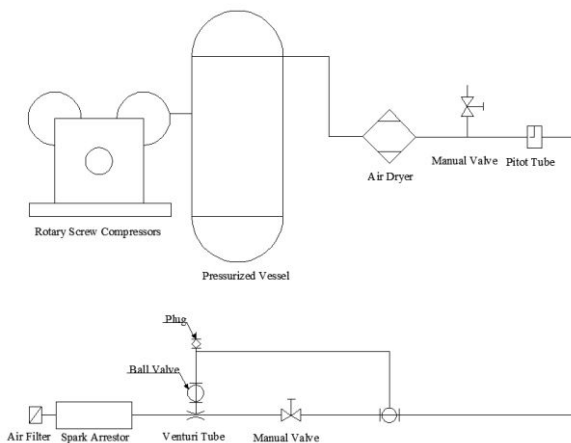 Air Dryer
Manual Valve
Pitot Tube
Rotary Screw Compressors
Pressurized Vessel
Plug
Ball Valve
Air Filter
Spark Arrestor
Venturi Tube
Manual Valve